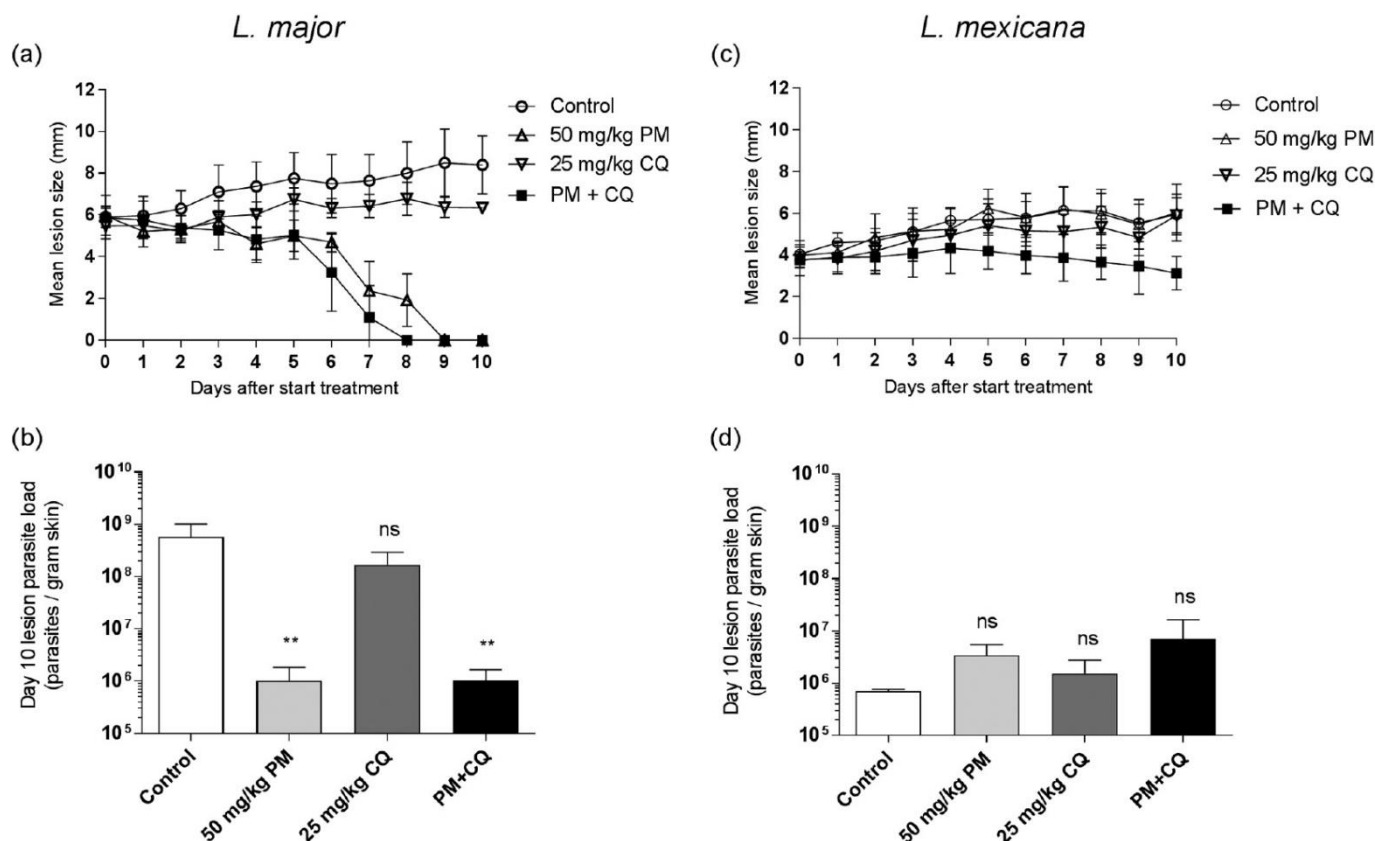 L. major
(a)
Mean lesion size (mm)
12
10
8
6
4
2
0
0 1 2 3 4 5 6 7 8 9 10
Days after start treatment
Control
50 mg/kg PM
25 mg/kg CQ
PM + CQ
L. mexicana
(c)
Mean lesion size (mm)
12
10
8
6
4
2
0
0 1 2 3 4 5 6 7 8 9 10
Days after start treatment
Control
50 mg/kg PM
25 mg/kg CQ
PM + CQ
(b)
Day 10 lesion parasite load
(parasites / gram skin)
10¹⁰
10⁹
10⁸
10⁷
10⁶
10⁵
**
ns
**
Control
50 mg/kg PM
25 mg/kg CQ
PM+CQ
(d)
Day 10 lesion parasite load
(parasites / gram skin)
10¹⁰
10⁹
10⁸
10⁷
10⁶
10⁵
ns
ns
ns
Control
50 mg/kg PM
25 mg/kg CQ
PM+CQ